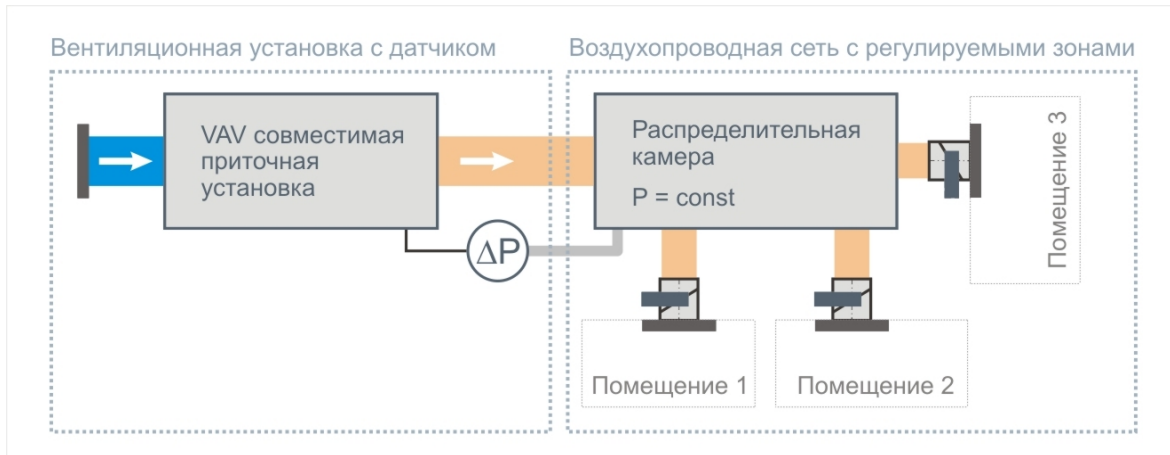 Вентиляционная установка с датчиком
Воздухопроводная сеть с регулируемыми зонами
VAV совместимая
приточная
установка
Распределительная
камера
P = const
ΔP
Помещение 3
Помещение 1
Помещение 2